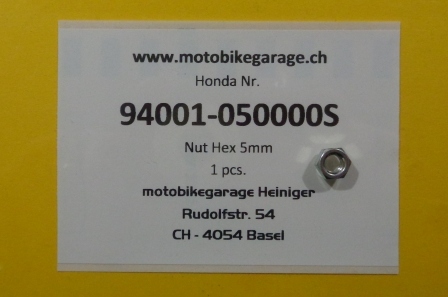 www.motobikegarage.ch
Honda Nr.
94001-050000S
Nut Hex 5mm
1 pcs.
motobikegarage Heiniger
Rudolfstr. 54
CH - 4054 Basel